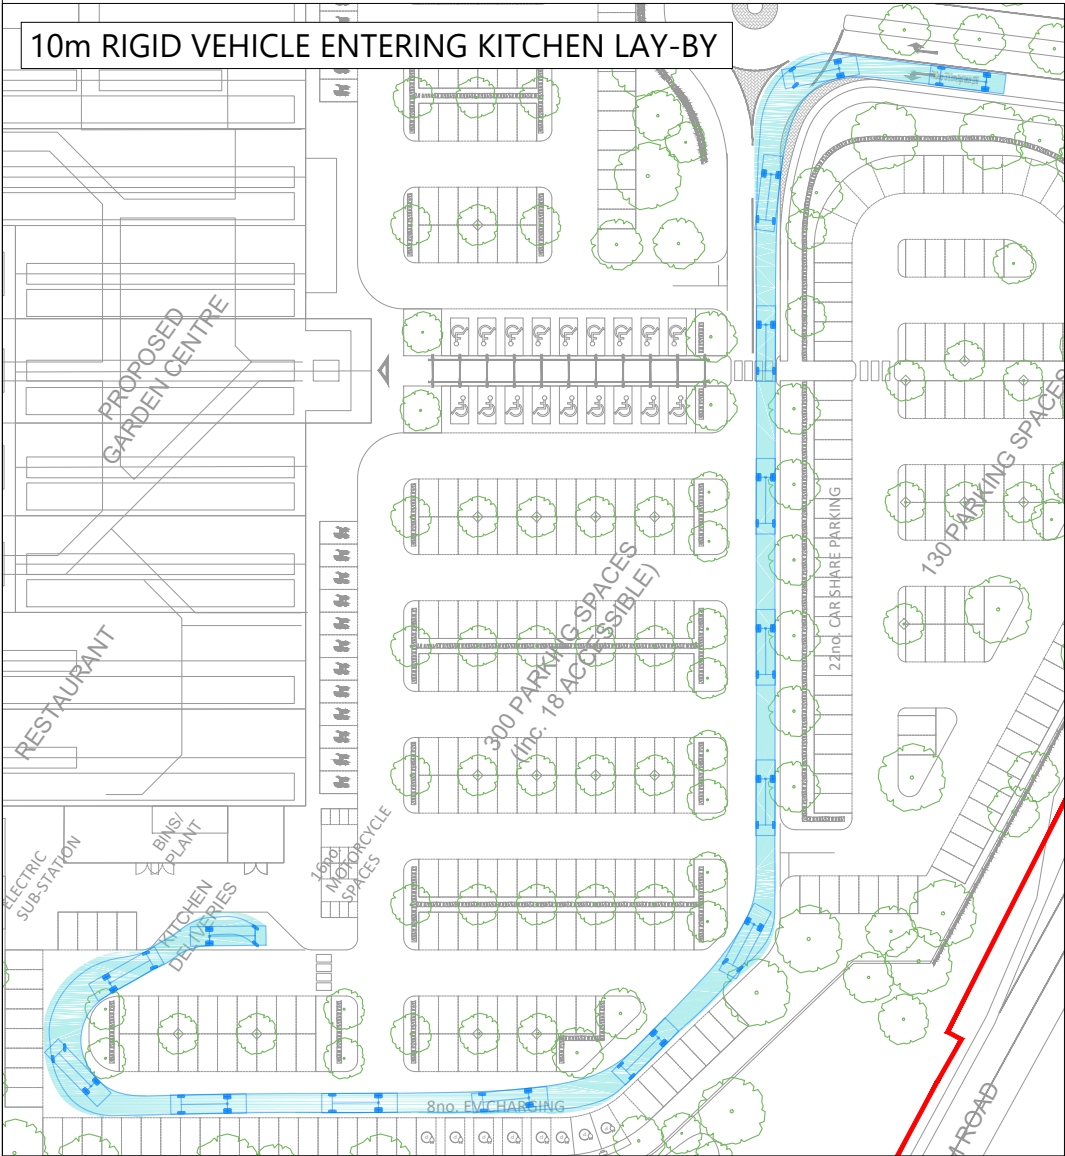 10m RIGID VEHICLE ENTERING KITCHEN LAY-BY
PROPOSED
GARDEN CENTRE
130 PARKING SPACES
22no. CAR SHARE PARKING
300 PARKING SPACES
(Inc. 18 ACCESSIBLE)
RESTAURANT
BINS/
PLANT
16no.
MOTORCYCLE
SPACES
ELECTRIC
SUB-STATION
KITCHEN
DELIVERIES
8no. EV CHARGING
ROAD